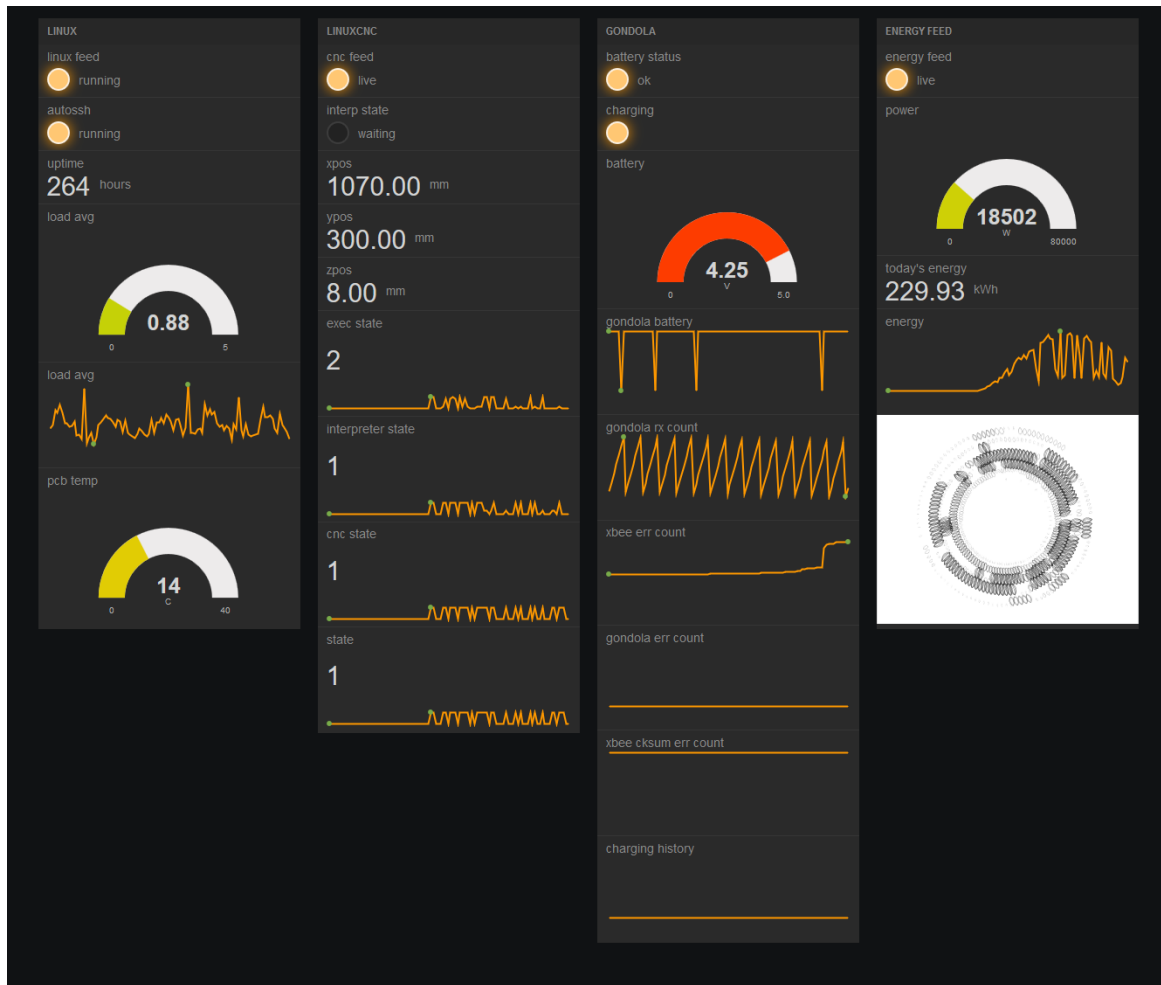 LINUX
linux feed
running
autossh
running
uptime
264 hours
load avg
0.88
0 5
load avg
pcb temp
14
C
0 40
LINUXCNC
cnc feed
live
interp state
waiting
xpos
1070.00 mm
ypos
300.00 mm
zpos
8.00 mm
exec state
2
interpreter state
1
cnc state
1
state
1
GONDOLA
battery status
ok
charging
battery
4.25
V
0 5.0
gondola battery
gondola rx count
xbee err count
gondola err count
xbee cksum err count
charging history
ENERGY FEED
energy feed
live
power
18502
W
0 80000
today's energy
229.93 kWh
energy